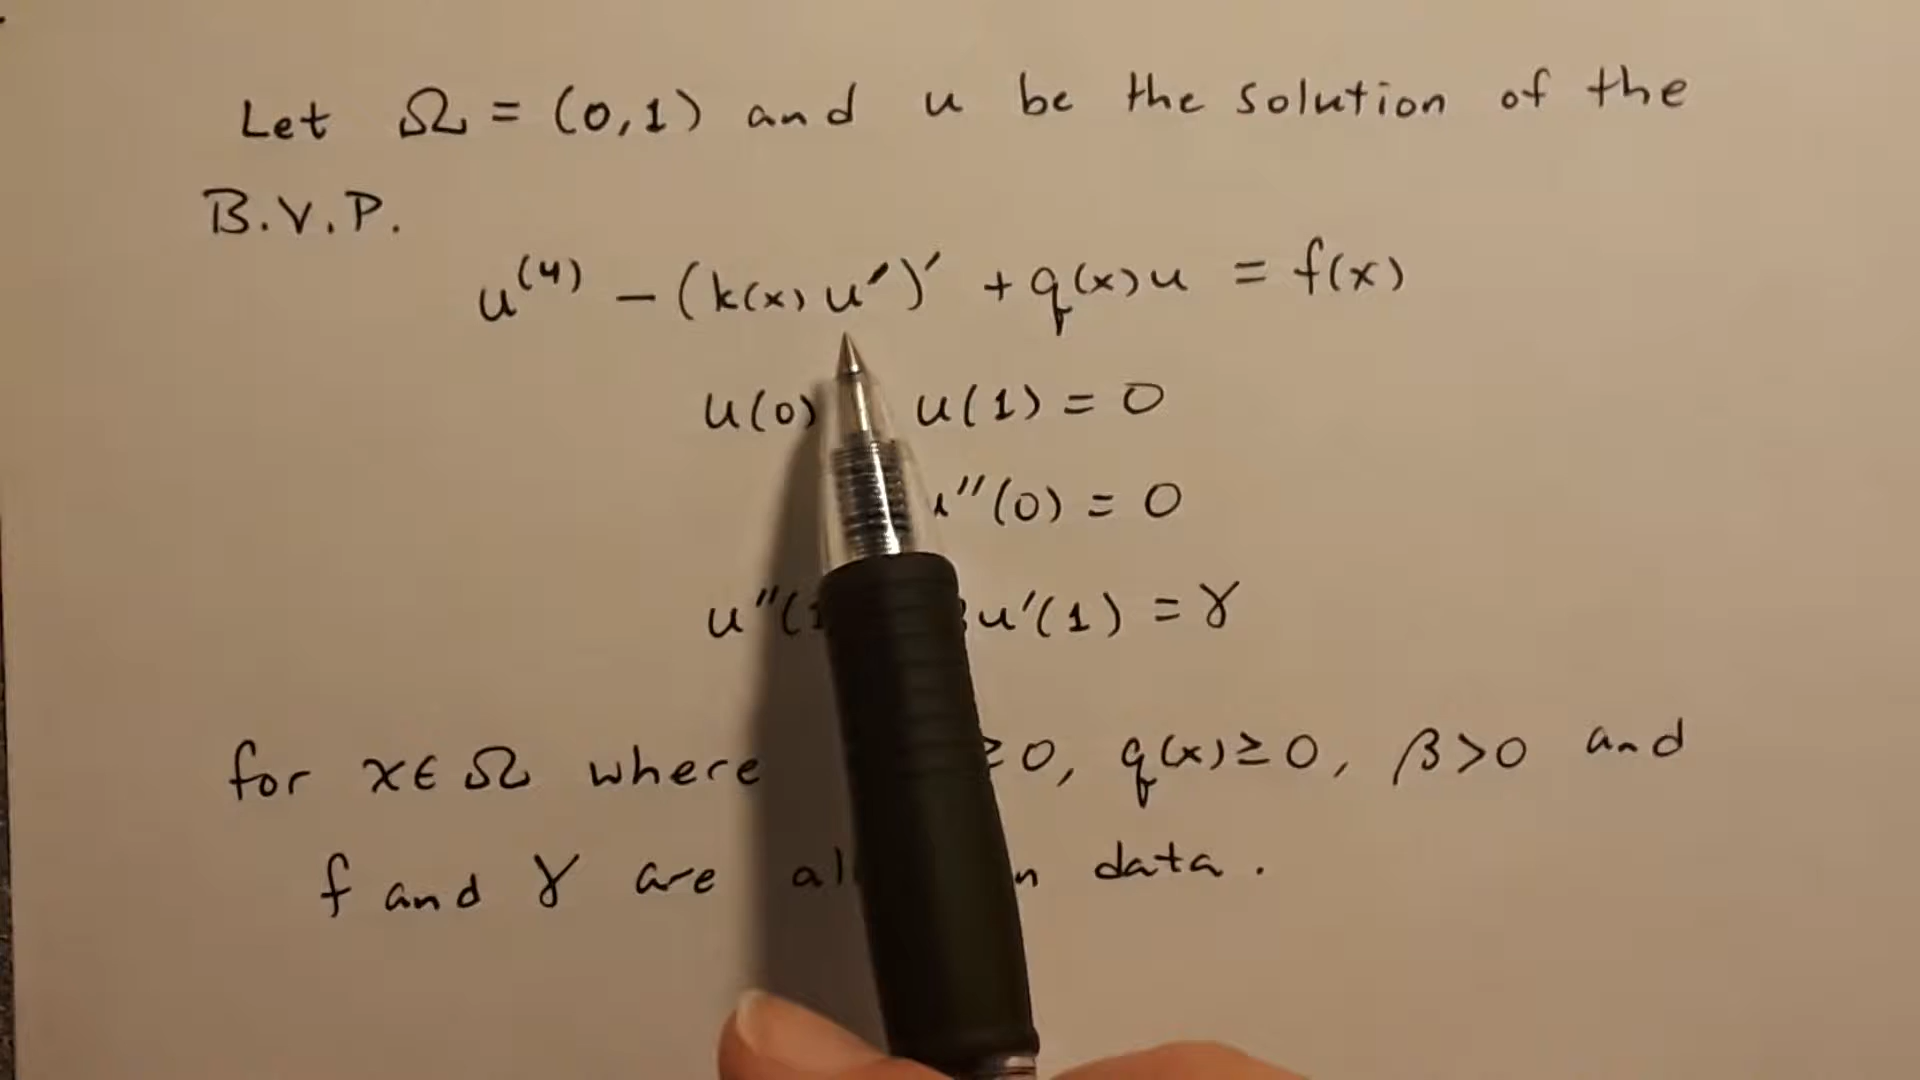 Let Ω = (0,1) and u be the solution of the
B.V.P.
u⁽⁴⁾ − (k(x) u′)′ + q(x)u = f(x)
u(0) u(1) = 0
″(0) = 0
u″( u′(1) = γ
for x ∈ Ω where ≥ 0, q(x) ≥ 0, β > 0 and
f and γ are data.